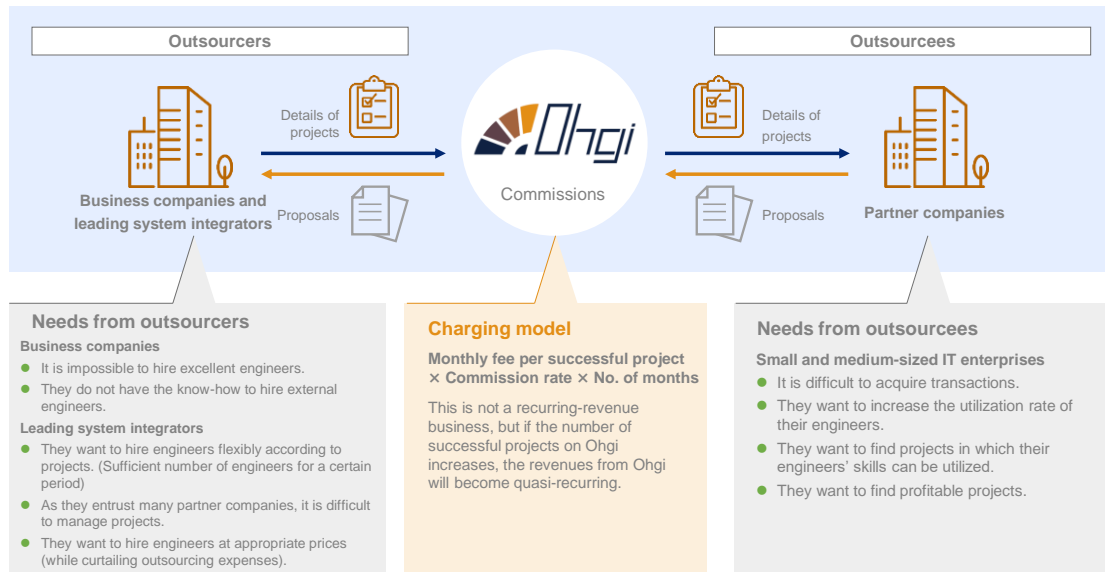 Outsourcers
Outsourcees
Details of
projects
Ohgi
Commissions
Details of
projects
Business companies and
leading system integrators
Proposals
Proposals
Partner companies
Needs from outsourcers
Business companies
It is impossible to hire excellent engineers.
They do not have the know-how to hire external
engineers.
Leading system integrators
They want to hire engineers flexibly according to
projects. (Sufficient number of engineers for a certain
period)
As they entrust many partner companies, it is difficult
to manage projects.
They want to hire engineers at appropriate prices
(while curtailing outsourcing expenses).
Charging model
Monthly fee per successful project
× Commission rate × No. of months
This is not a recurring-revenue
business, but if the number of
successful projects on Ohgi
increases, the revenues from Ohgi
will become quasi-recurring.
Needs from outsourcees
Small and medium-sized IT enterprises
It is difficult to acquire transactions.
They want to increase the utilization rate of
their engineers.
They want to find projects in which their
engineers’ skills can be utilized.
They want to find profitable projects.